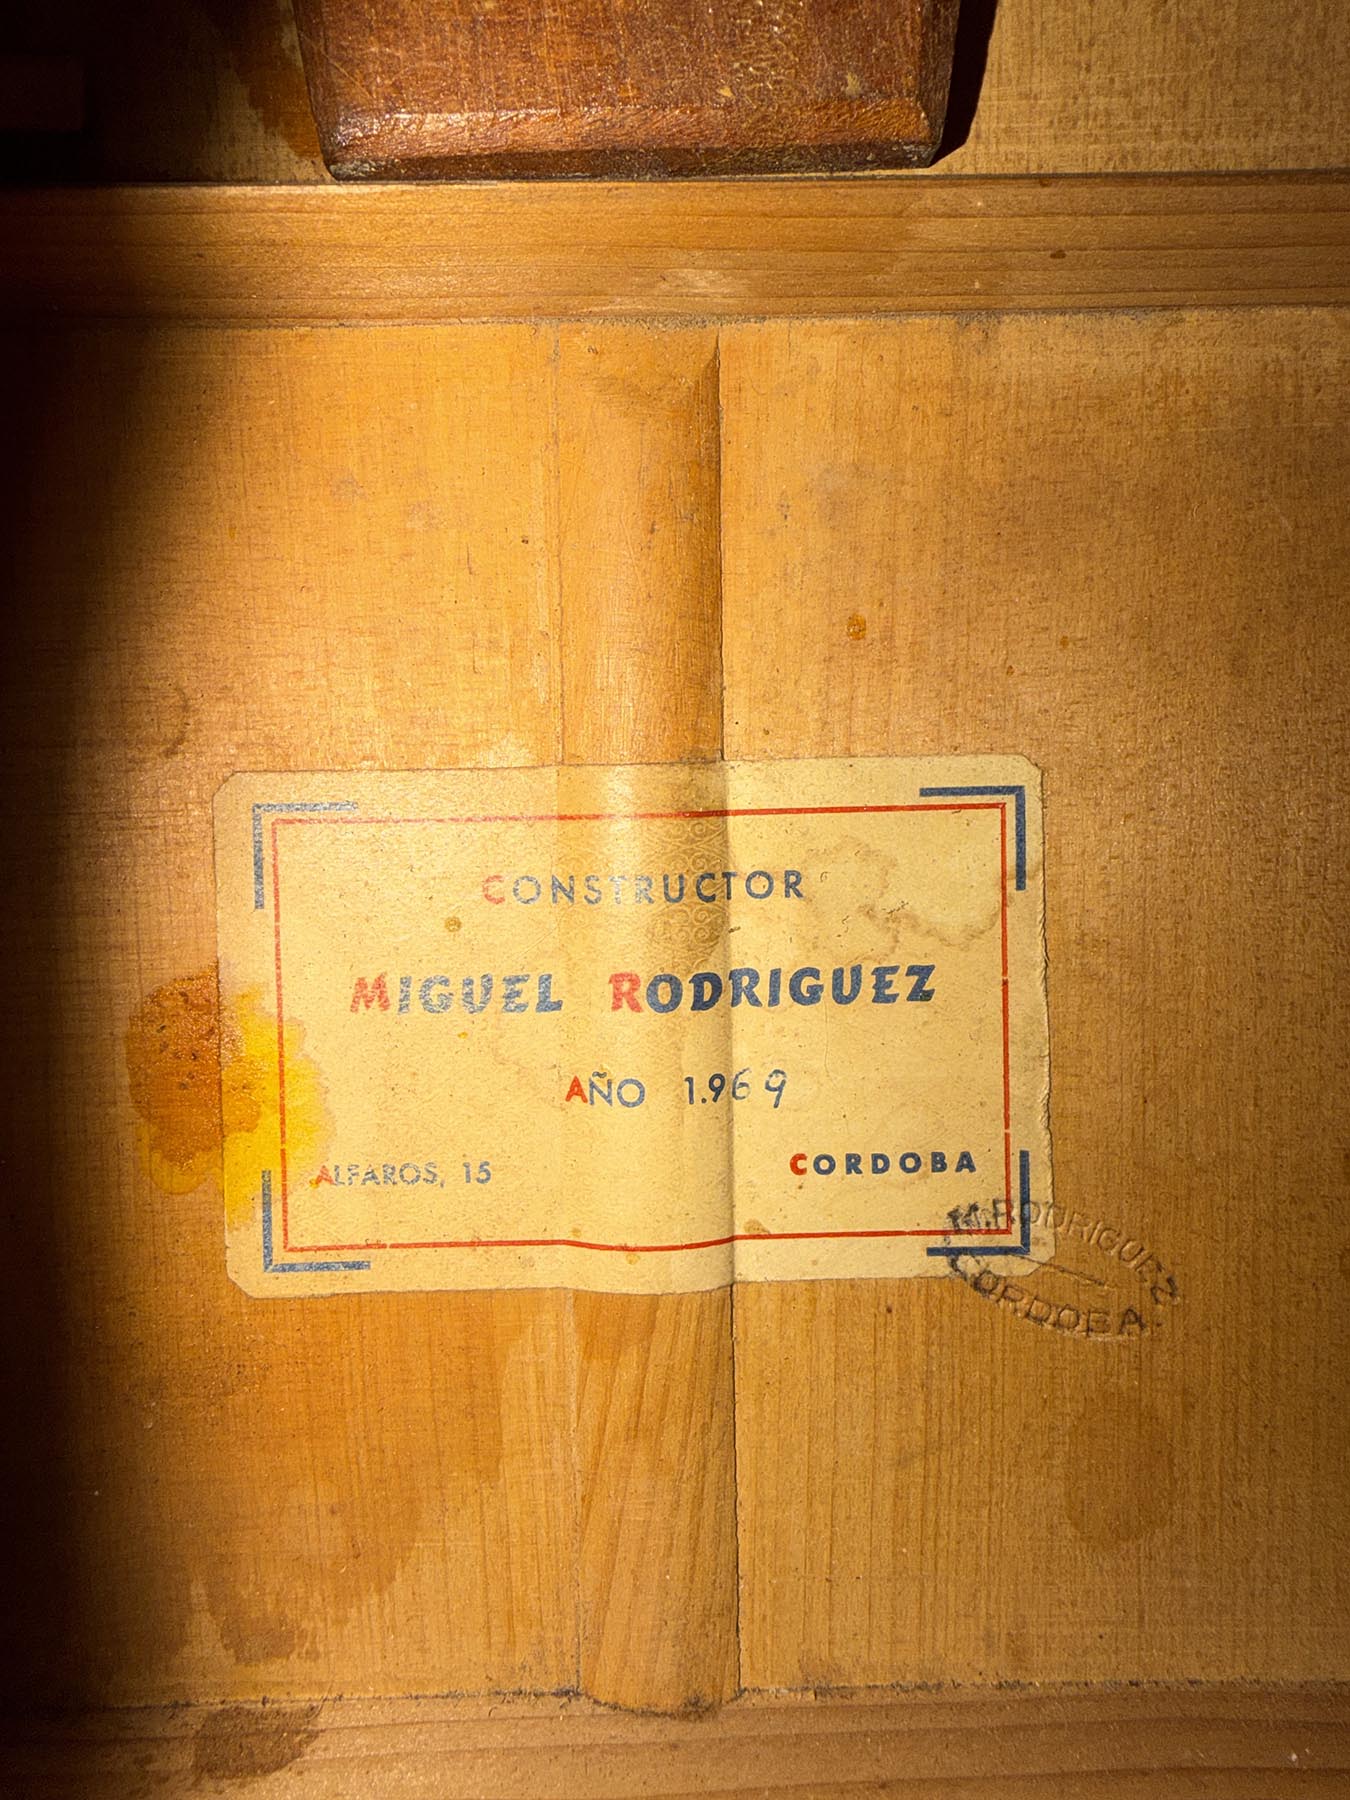 CONSTRUCTOR
MIGUEL RODRIGUEZ
AÑO 1.969
ALFAROS, 15
CORDOBA
M. RODRIGUEZ
CORDOBA.